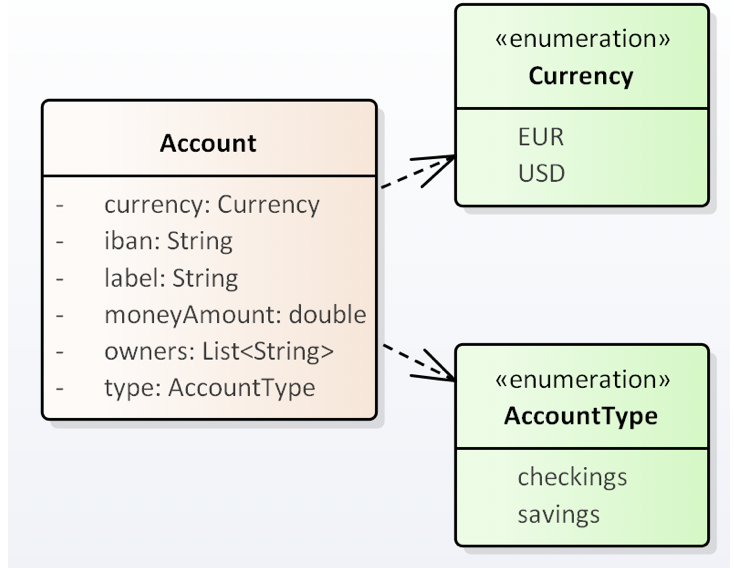 Account
- currency: Currency
- iban: String
- label: String
- moneyAmount: double
- owners: List<String>
- type: AccountType
«enumeration»
Currency
EUR
USD
«enumeration»
AccountType
checkings
savings